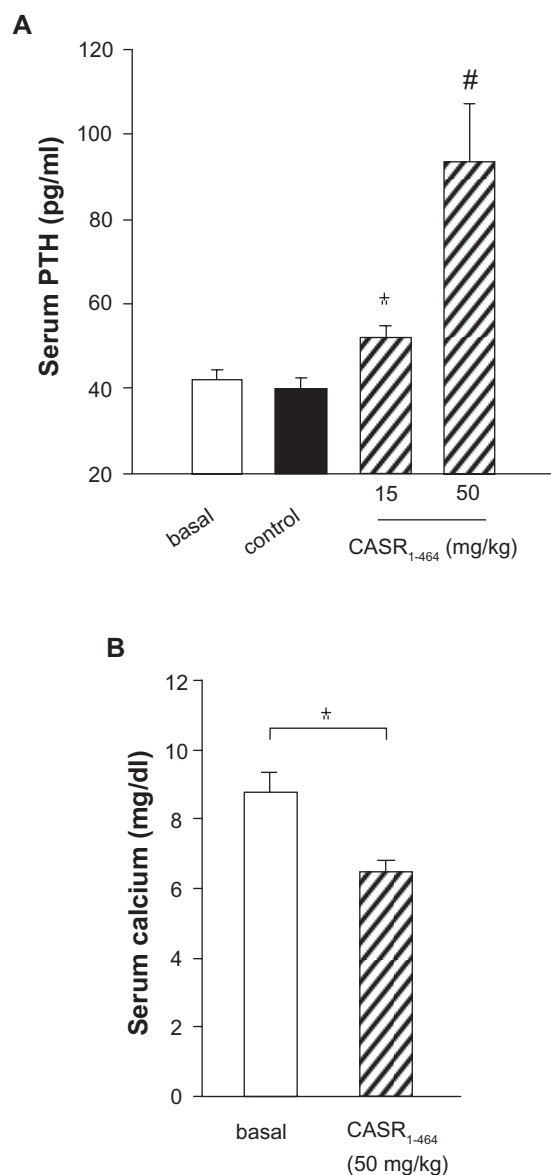 A
Serum PTH (pg/ml)
120
100
80
60
40
20
#
+
basal
control
15
50
CASR1-464 (mg/kg)
B
Serum calcium (mg/dl)
12
10
8
6
4
2
0
+
basal
CASR1-464
(50 mg/kg)